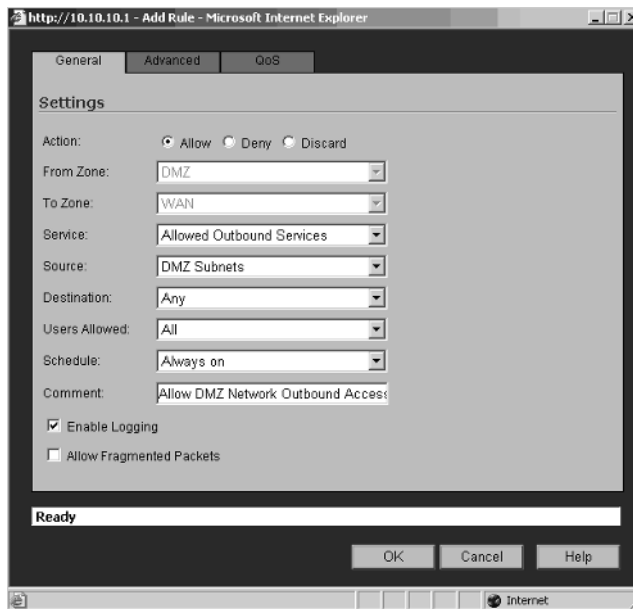 http://10.10.10.1 - Add Rule - Microsoft Internet Explorer
General Advanced QoS
Settings
Action: Allow Deny Discard
From Zone: DMZ
To Zone: WAN
Service: Allowed Outbound Services
Source: DMZ Subnets
Destination: Any
Users Allowed: All
Schedule: Always on
Comment: Allow DMZ Network Outbound Access
Enable Logging
Allow Fragmented Packets
Ready
OK Cancel Help
Internet